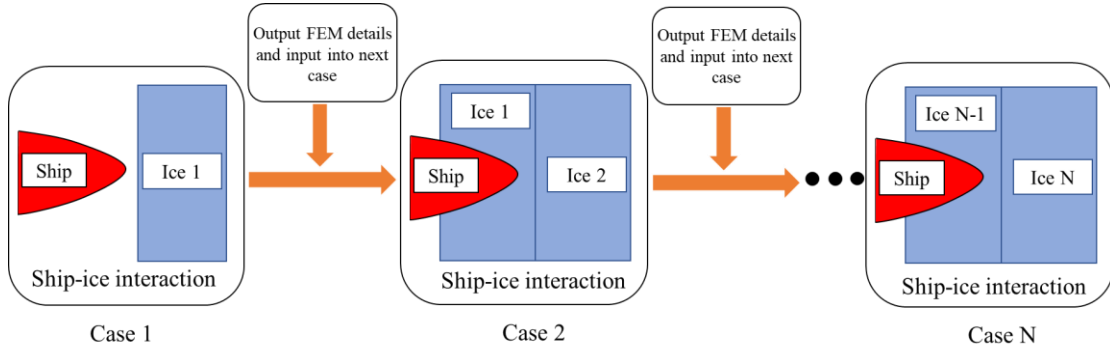 Output FEM details
and input into next
case
Output FEM details
and input into next
case
Ship
Ice 1
Ship-ice interaction
Case 1
Ice 1
Ship
Ice 2
Ship-ice interaction
Case 2
Ice N-1
Ship
Ice N
Ship-ice interaction
Case N